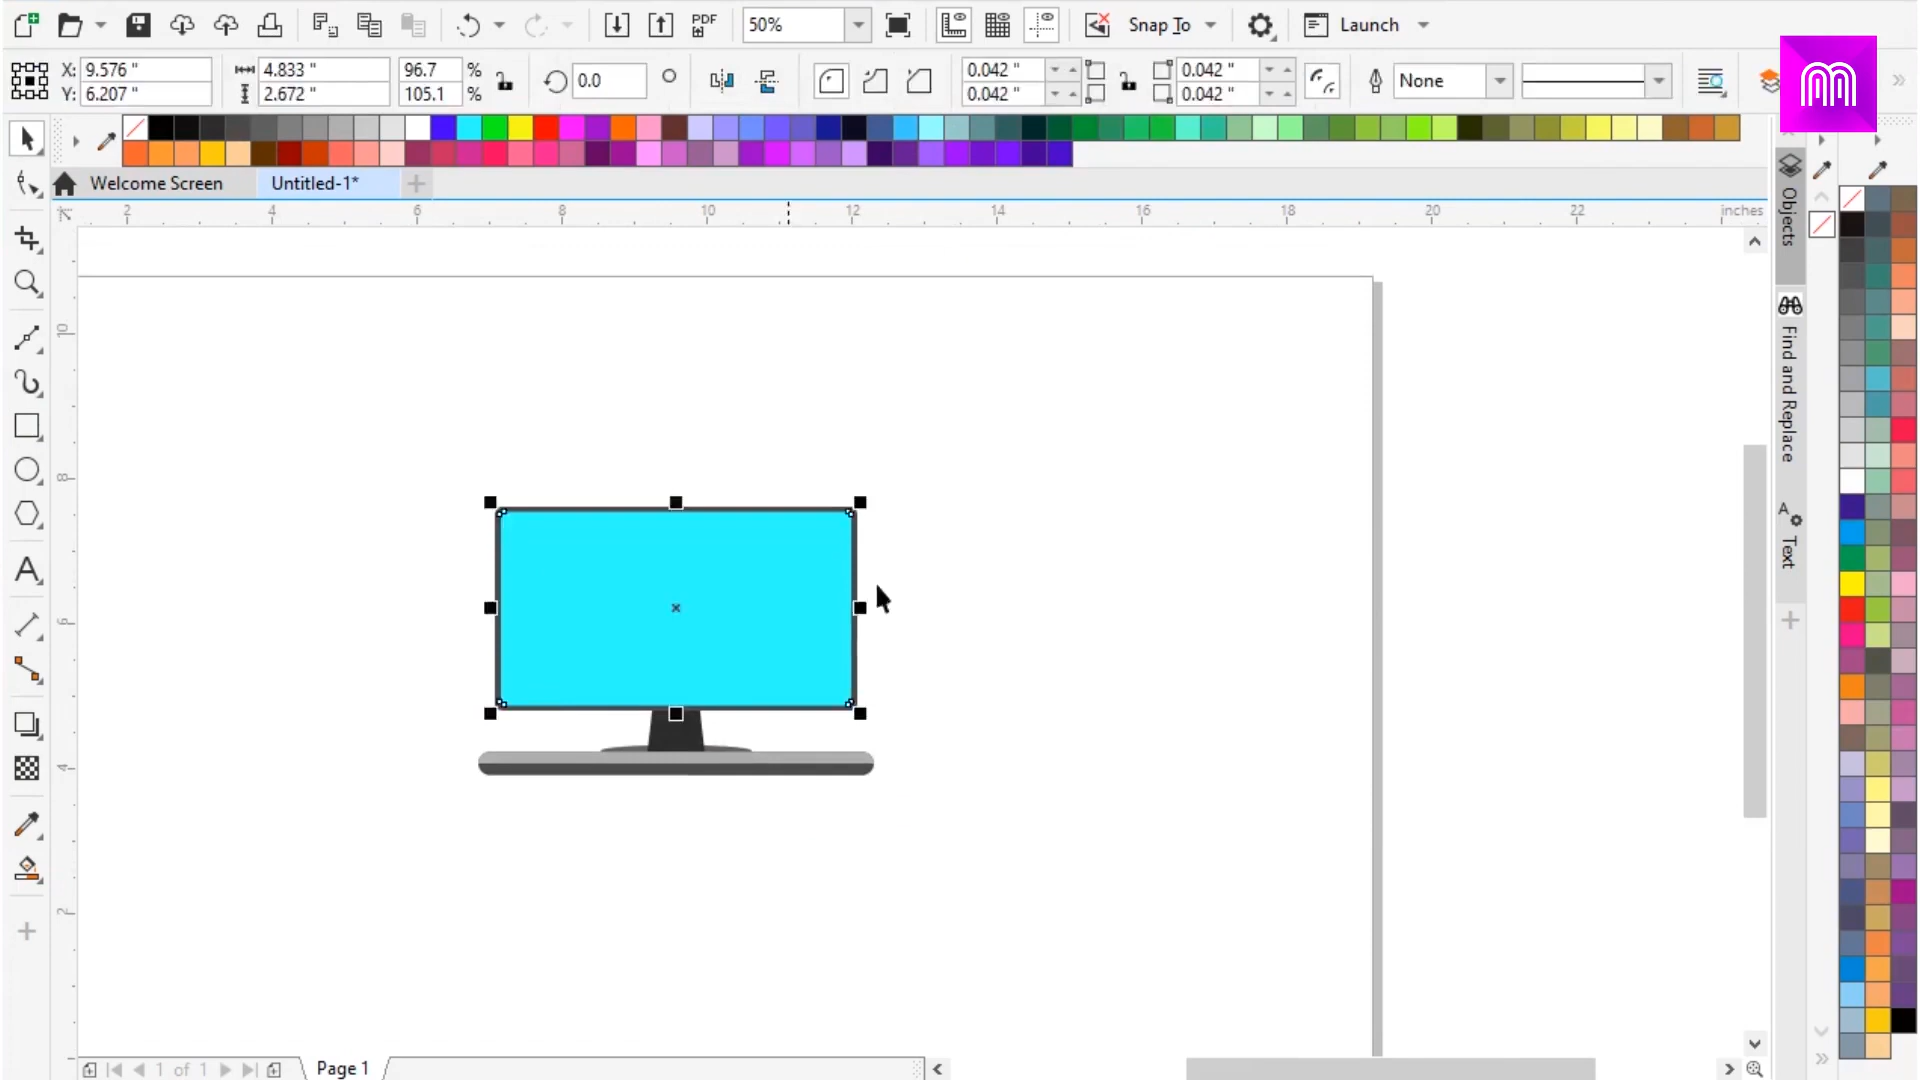 PDF
50%
Snap To
Launch
X: 9.576 "
4.833 "
96.7 %
0.0
0.042 "
0.042 "
None
Y: 6.207 "
2.672 "
105.1 %
0.042 "
0.042 "
Welcome Screen
Untitled-1*
2 4 6 8 10 12 14 16 18 20 22 inches
10
8
6
4
2
Objects
Find and Replace
Text
1 of 1
Page 1